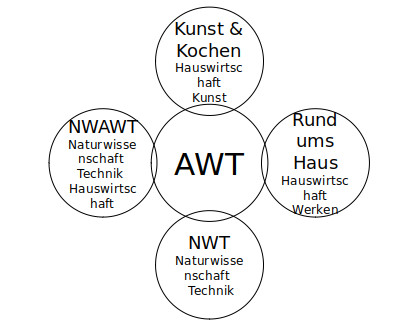 Kunst &
Kochen
Hauswirtsc
haft
Kunst
NWAWT
Naturwisse
nschaft
Technik
Hauswirtsc
haft
AWT
Rund
ums
Haus
Hauswirtsc
haft
Werken
NWT
Naturwisse
nschaft
Technik